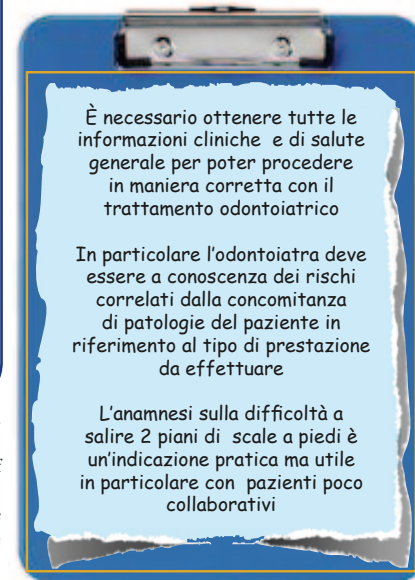 È necessario ottenere tutte le
informazioni cliniche e di salute
generale per poter procedere
in maniera corretta con il
trattamento odontoiatrico
In particolare l'odontoiatra deve
essere a conoscenza dei rischi
correlati dalla concomitanza
di patologie del paziente in
riferimento al tipo di prestazione
da effettuare
L'anamnesi sulla difficoltà a
salire 2 piani di scale a piedi è
un'indicazione pratica ma utile
in particolare con pazienti poco
collaborativi